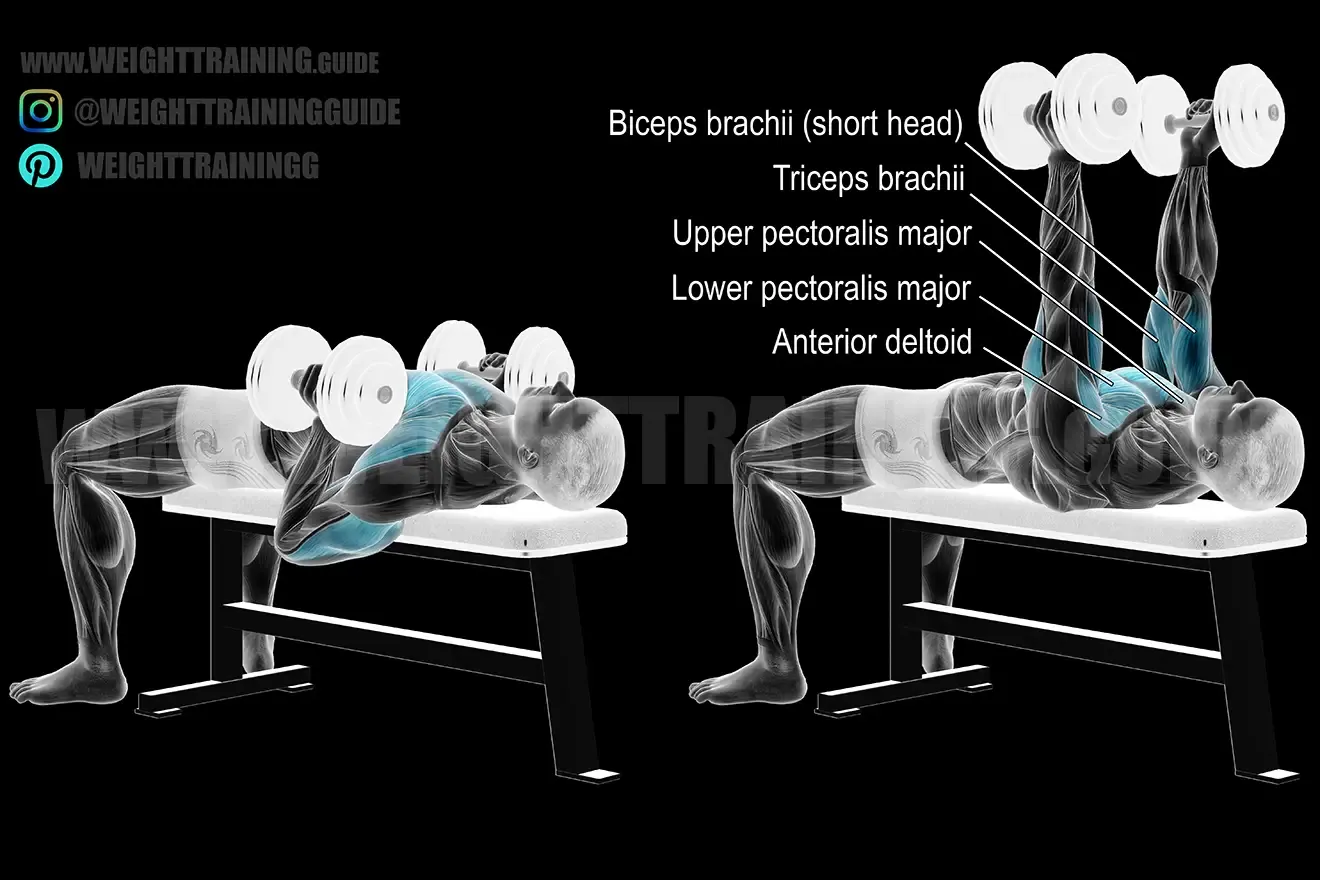 www.WEIGHTTRAINING.GUIDE
@WEIGHTTRAININGGUIDE
WEIGHTTRAININGG
Biceps brachii (short head)
Triceps brachii
Upper pectoralis major
Lower pectoralis major
Anterior deltoid
WWW.WEIGHTTRAINING.GUIDE